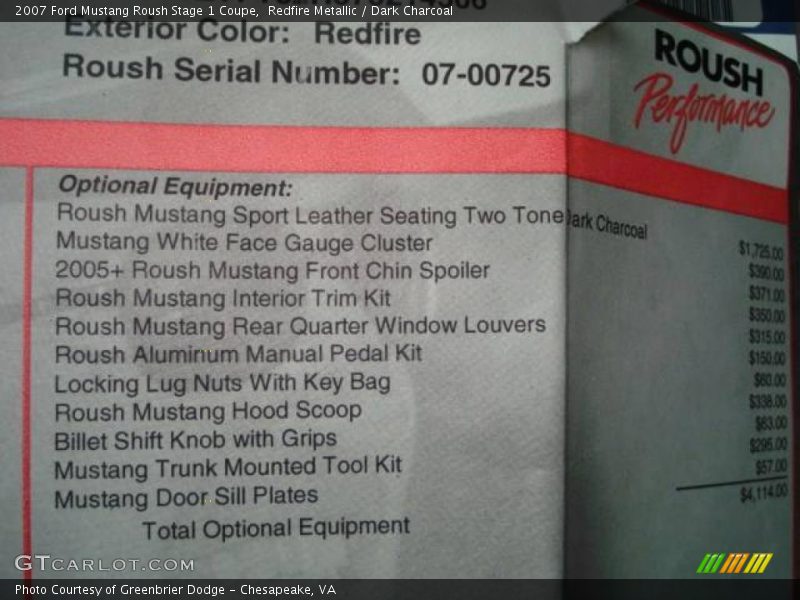 2007 Ford Mustang Roush Stage 1 Coupe, Redfire Metallic / Dark Charcoal
Exterior Color: Redfire
Roush Serial Number: 07-00725
ROUSH
Performance
Optional Equipment:
Roush Mustang Sport Leather Seating Two Tone Dark Charcoal $1,725.00
Mustang White Face Gauge Cluster $390.00
2005+ Roush Mustang Front Chin Spoiler $371.00
Roush Mustang Interior Trim Kit $350.00
Roush Mustang Rear Quarter Window Louvers $315.00
Roush Aluminum Manual Pedal Kit $150.00
Locking Lug Nuts With Key Bag $60.00
Roush Mustang Hood Scoop $338.00
Billet Shift Knob with Grips $63.00
Mustang Trunk Mounted Tool Kit $295.00
Mustang Door Sill Plates $57.00
Total Optional Equipment $4,114.00
GTCARLOT.COM
Photo Courtesy of Greenbrier Dodge - Chesapeake, VA